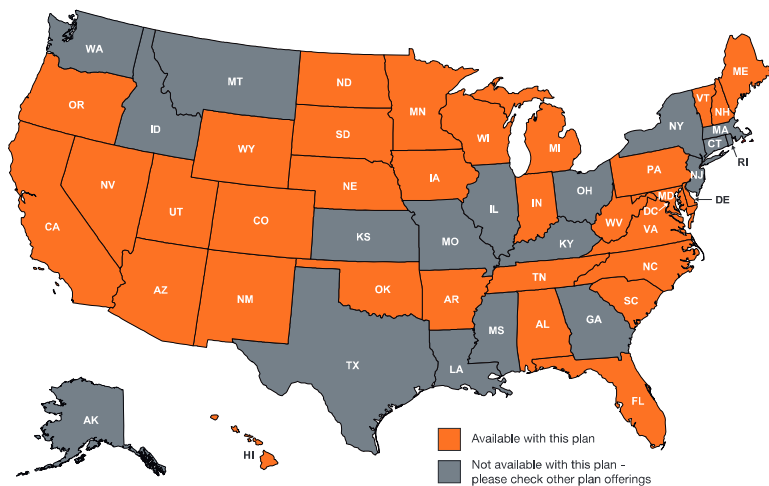 WA
MT
ND
MN
ME
VT
NH
OR
ID
SD
WI
MI
NY
MA
CT
RI
WY
IA
NE
PA
NJ
NV
UT
CO
IL
IN
OH
MD
DE
DC
CA
KS
MO
KY
WV
VA
AZ
NM
OK
AR
TN
NC
SC
TX
LA
MS
AL
GA
FL
AK
HI
Available with this plan
Not available with this plan -
please check other plan offerings